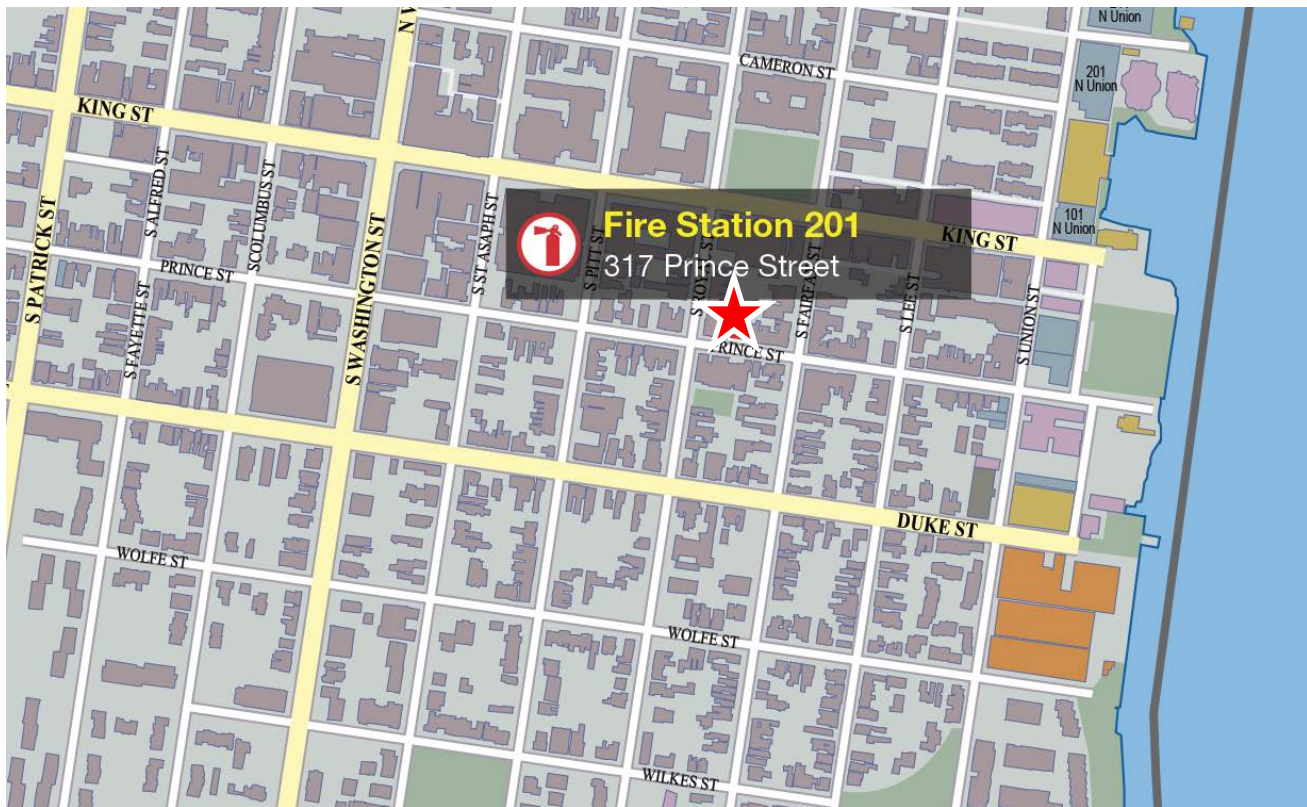 201
N Union
N Union
CAMERON ST
KING ST
S ALFRED ST
S COLUMBUS ST
S PATRICK ST
PRINCE ST
S FAYETTE ST
S WASHINGTON ST
S ST ASAPH ST
S PITT ST
Fire Station 201
317 Prince Street
S FAIRFAX ST
S LEE ST
KING ST
101
N Union
S UNION ST
PRINCE ST
DUKE ST
WOLFE ST
WOLFE ST
WILKES ST